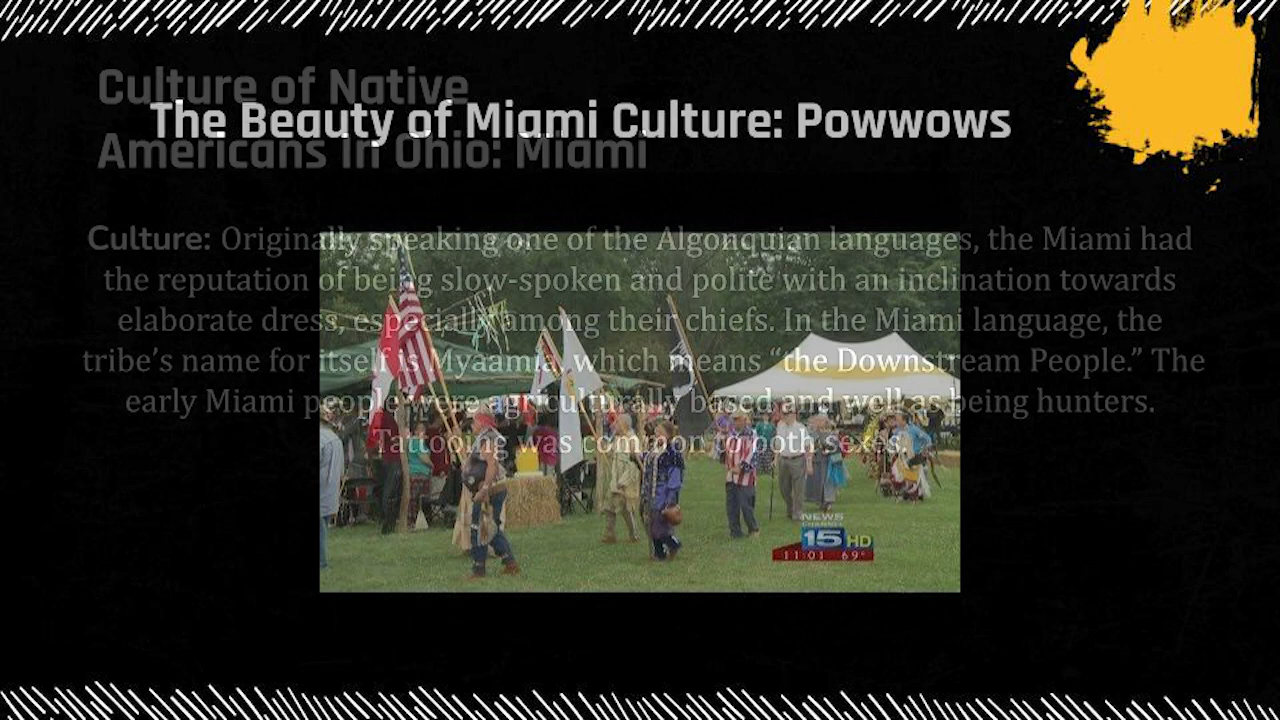 Culture of Native
Americans in Ohio: Miami
The Beauty of Miami Culture: Powwows
Culture: Originally speaking one of the Algonquian languages, the Miami had
the reputation of being slow-spoken and polite with an inclination towards
elaborate dress, especially among their chiefs. In the Miami language, the
tribe’s name for itself is Myaamia, which means “the Downstream People.” The
early Miami people were agriculturally based and well as being hunters.
Tattooing was common to both sexes.
NEWS
CHANNEL
15 HD
11:01 69°